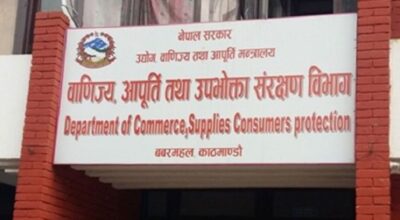 नेपाल सरकार
उद्योग, वाणिज्य तथा आपूर्ति मन्त्रालय
वाणिज्य, आपूर्ति तथा उपभोक्ता संरक्षण विभाग
Department of Commerce,Supplies Consumers protection
बबरमहल, काठमाण्डौ